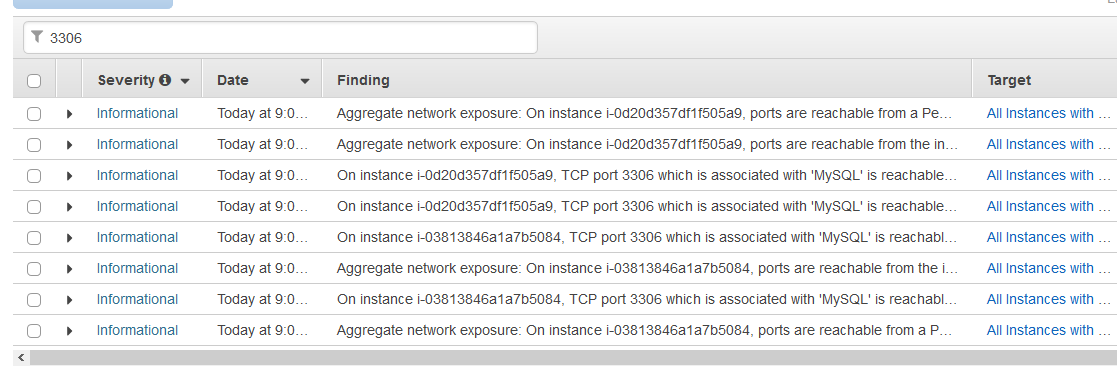 3306
Severity Date Finding Target
Informational Today at 9:0... Aggregate network exposure: On instance i-0d20d357df1f505a9, ports are reachable from a Pe... All Instances with ...
Informational Today at 9:0... Aggregate network exposure: On instance i-0d20d357df1f505a9, ports are reachable from the in... All Instances with ...
Informational Today at 9:0... On instance i-0d20d357df1f505a9, TCP port 3306 which is associated with 'MySQL' is reachable... All Instances with ...
Informational Today at 9:0... On instance i-0d20d357df1f505a9, TCP port 3306 which is associated with 'MySQL' is reachable... All Instances with ...
Informational Today at 9:0... On instance i-03813846a1a7b5084, TCP port 3306 which is associated with 'MySQL' is reachabl... All Instances with ...
Informational Today at 9:0... Aggregate network exposure: On instance i-03813846a1a7b5084, ports are reachable from the i... All Instances with ...
Informational Today at 9:0... On instance i-03813846a1a7b5084, TCP port 3306 which is associated with 'MySQL' is reachabl... All Instances with ...
Informational Today at 9:0... Aggregate network exposure: On instance i-03813846a1a7b5084, ports are reachable from a P... All Instances with ...